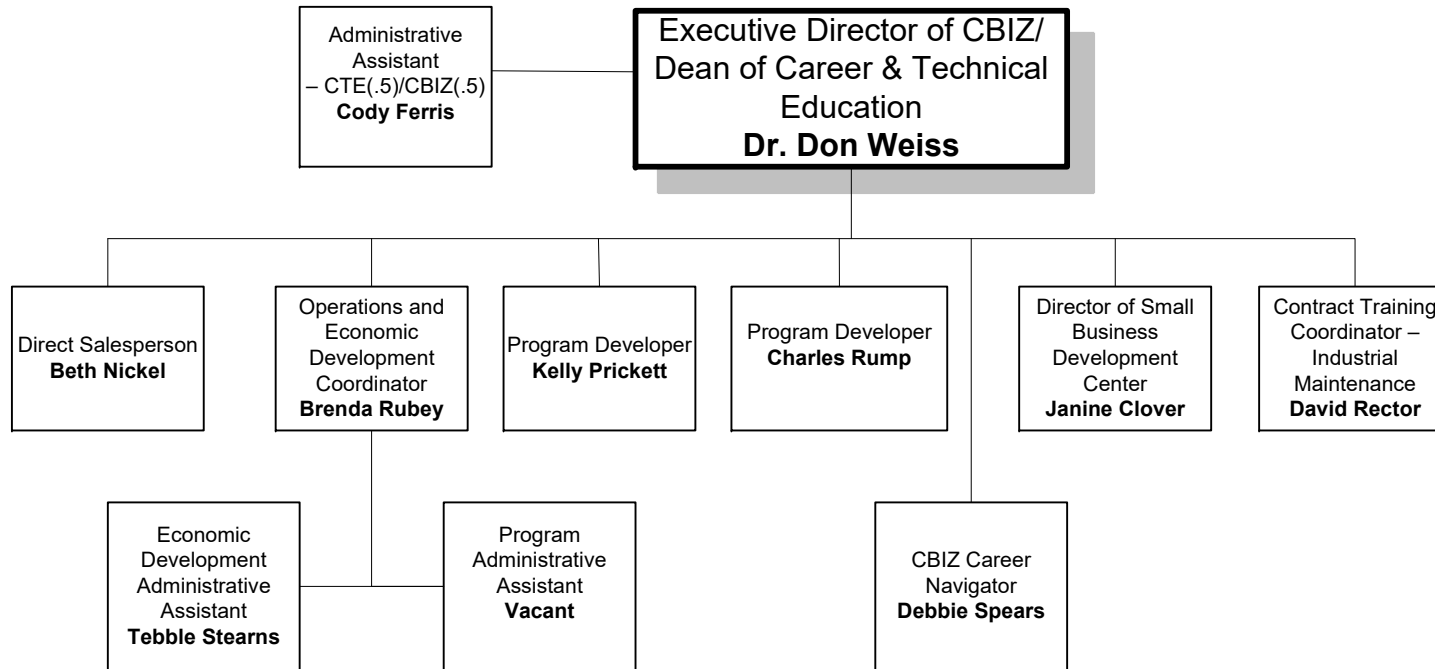 Administrative
Assistant
– CTE(.5)/CBIZ(.5)
Cody Ferris
Executive Director of CBIZ/
Dean of Career & Technical
Education
Dr. Don Weiss
Direct Salesperson
Beth Nickel
Operations and
Economic
Development
Coordinator
Brenda Rubey
Program Developer
Kelly Prickett
Program Developer
Charles Rump
Director of Small
Business
Development
Center
Janine Clover
Contract Training
Coordinator –
Industrial
Maintenance
David Rector
Economic
Development
Administrative
Assistant
Tebble Stearns
Program
Administrative
Assistant
Vacant
CBIZ Career
Navigator
Debbie Spears